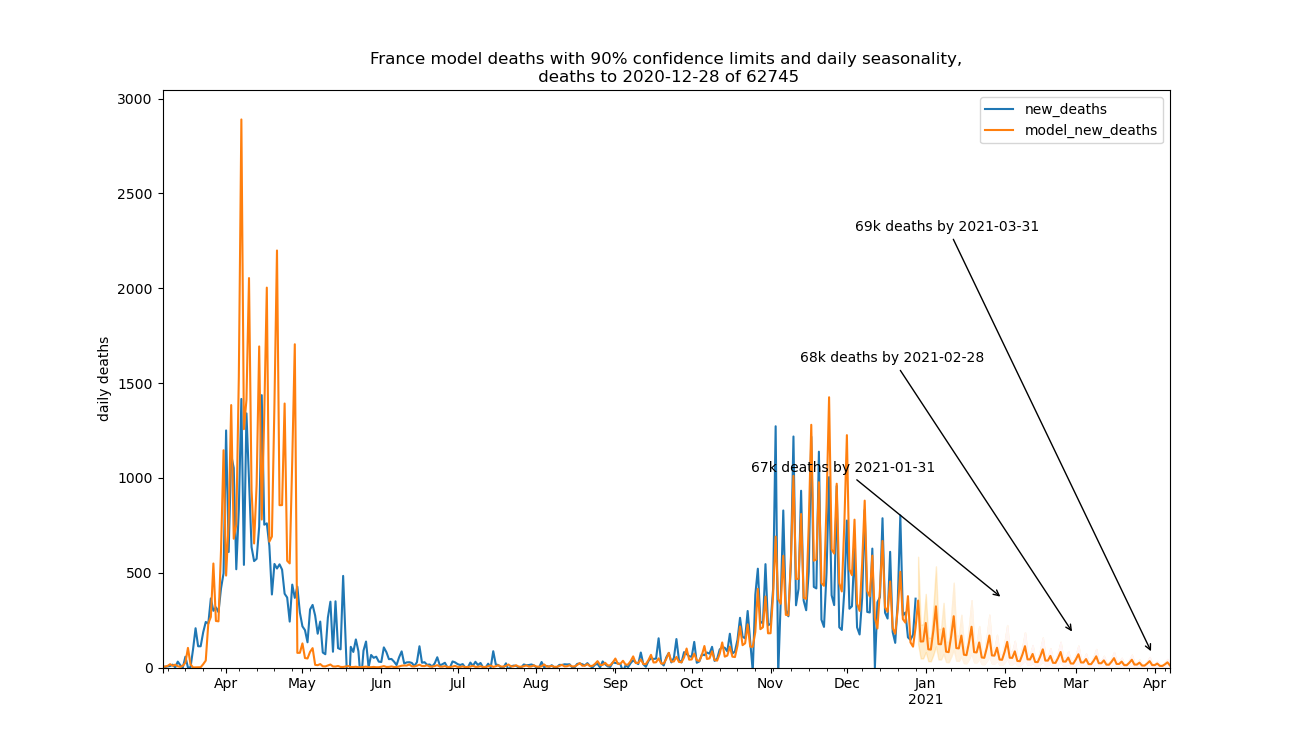 France model deaths with 90% confidence limits and daily seasonality,
deaths to 2020-12-28 of 62745
new_deaths
model_new_deaths
3000
2500
2000
1500
1000
500
0
daily deaths
69k deaths by 2021-03-31
68k deaths by 2021-02-28
67k deaths by 2021-01-31
Apr May Jun Jul Aug Sep Oct Nov Dec Jan Feb Mar Apr
2021